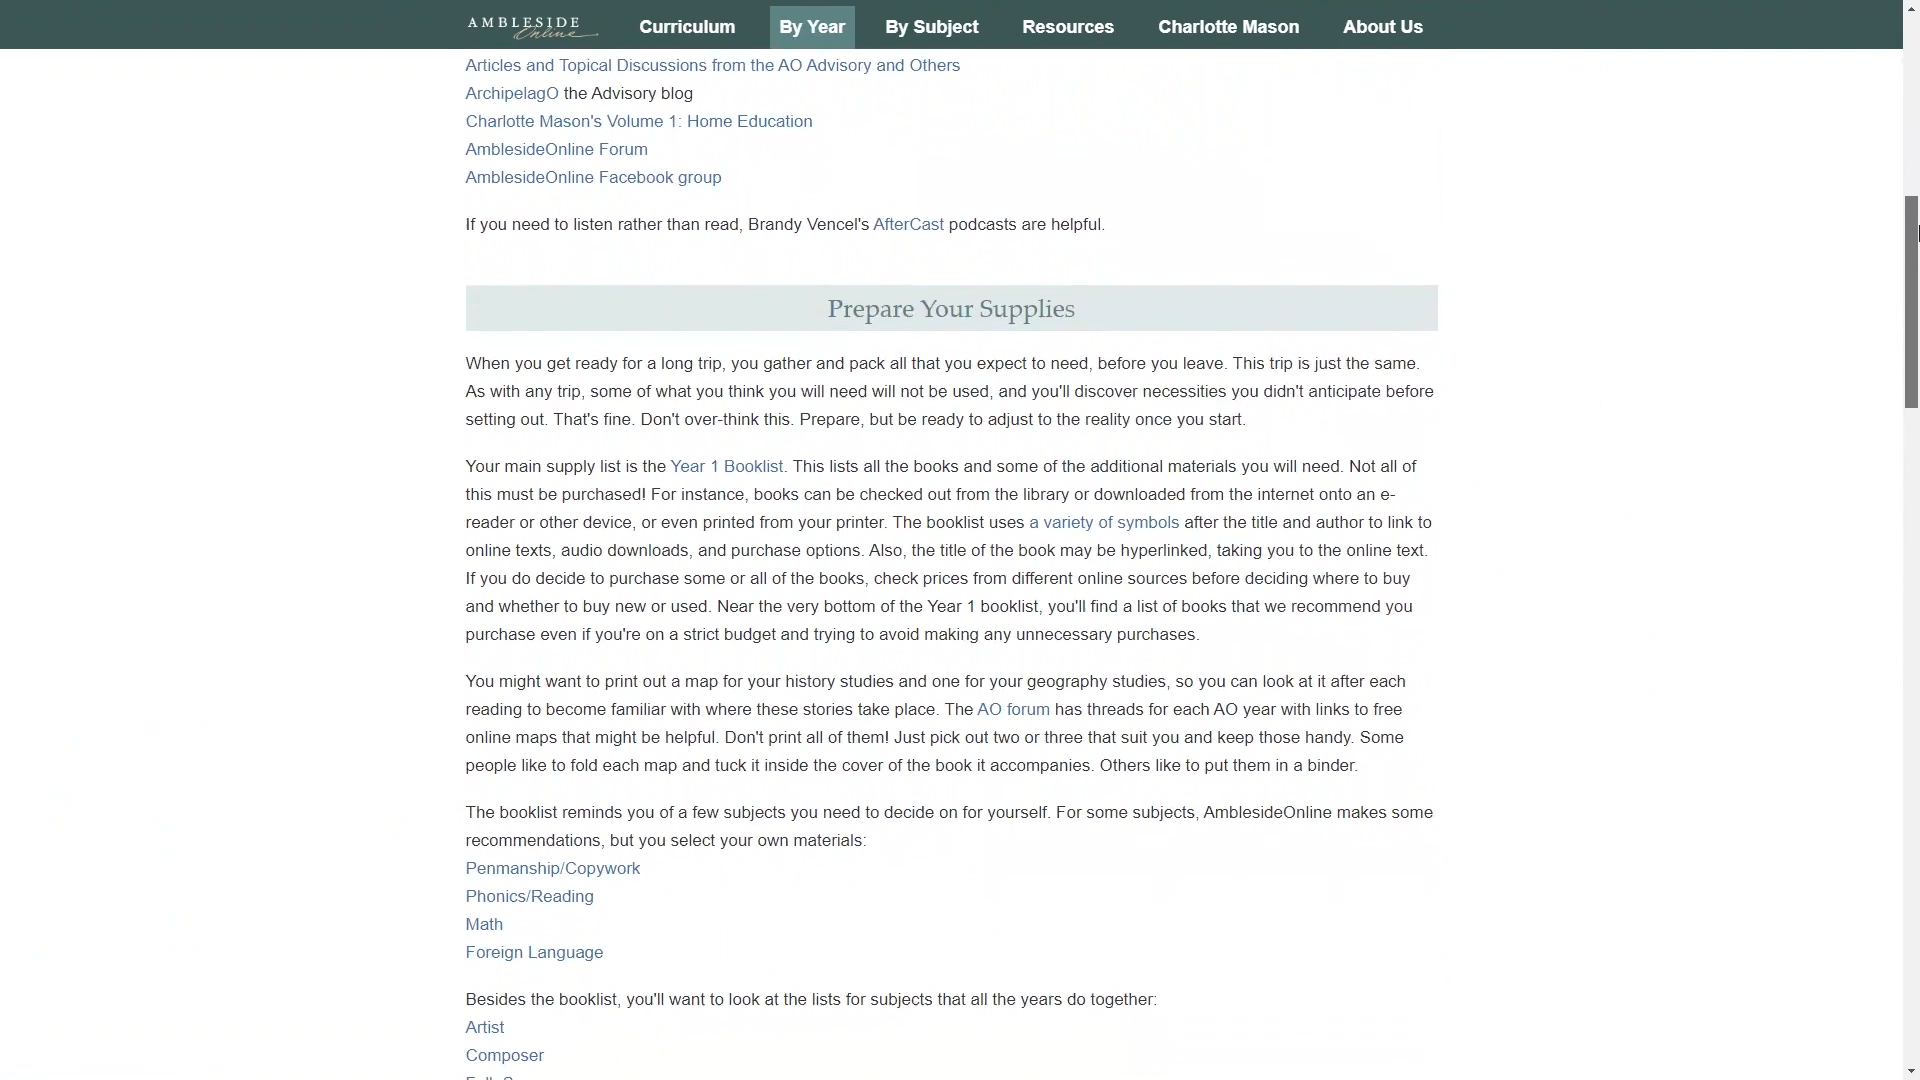 AMBLESIDE Online Curriculum By Year By Subject Resources Charlotte Mason About Us
Articles and Topical Discussions from the AO Advisory and Others
ArchipelagO the Advisory blog
Charlotte Mason's Volume 1: Home Education
AmblesideOnline Forum
AmblesideOnline Facebook group
If you need to listen rather than read, Brandy Vencel's AfterCast podcasts are helpful.
Prepare Your Supplies
When you get ready for a long trip, you gather and pack all that you expect to need, before you leave. This trip is just the same.
As with any trip, some of what you think you will need will not be used, and you'll discover necessities you didn't anticipate before
setting out. That's fine. Don't over-think this. Prepare, but be ready to adjust to the reality once you start.
Your main supply list is the Year 1 Booklist. This lists all the books and some of the additional materials you will need. Not all of
this must be purchased! For instance, books can be checked out from the library or downloaded from the internet onto an e-
reader or other device, or even printed from your printer. The booklist uses a variety of symbols after the title and author to link to
online texts, audio downloads, and purchase options. Also, the title of the book may be hyperlinked, taking you to the online text.
If you do decide to purchase some or all of the books, check prices from different online sources before deciding where to buy
and whether to buy new or used. Near the very bottom of the Year 1 booklist, you'll find a list of books that we recommend you
purchase even if you're on a strict budget and trying to avoid making any unnecessary purchases.
You might want to print out a map for your history studies and one for your geography studies, so you can look at it after each
reading to become familiar with where these stories take place. The AO forum has threads for each AO year with links to free
online maps that might be helpful. Don't print all of them! Just pick out two or three that suit you and keep those handy. Some
people like to fold each map and tuck it inside the cover of the book it accompanies. Others like to put them in a binder.
The booklist reminds you of a few subjects you need to decide on for yourself. For some subjects, AmblesideOnline makes some
recommendations, but you select your own materials:
Penmanship/Copywork
Phonics/Reading
Math
Foreign Language
Besides the booklist, you'll want to look at the lists for subjects that all the years do together:
Artist
Composer